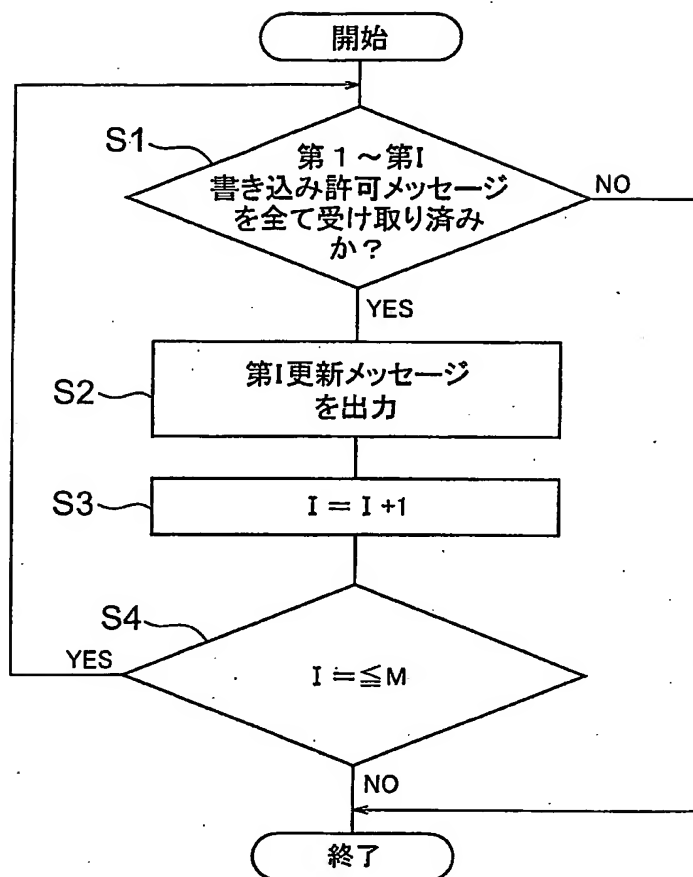 開始
S1
第1～第I
書き込み許可メッセージ
を全て受け取り済み
か?
NO
YES
S2
第I更新メッセージ
を出力
S3
I = I +1
S4
YES
I ≒≦M
NO
終了